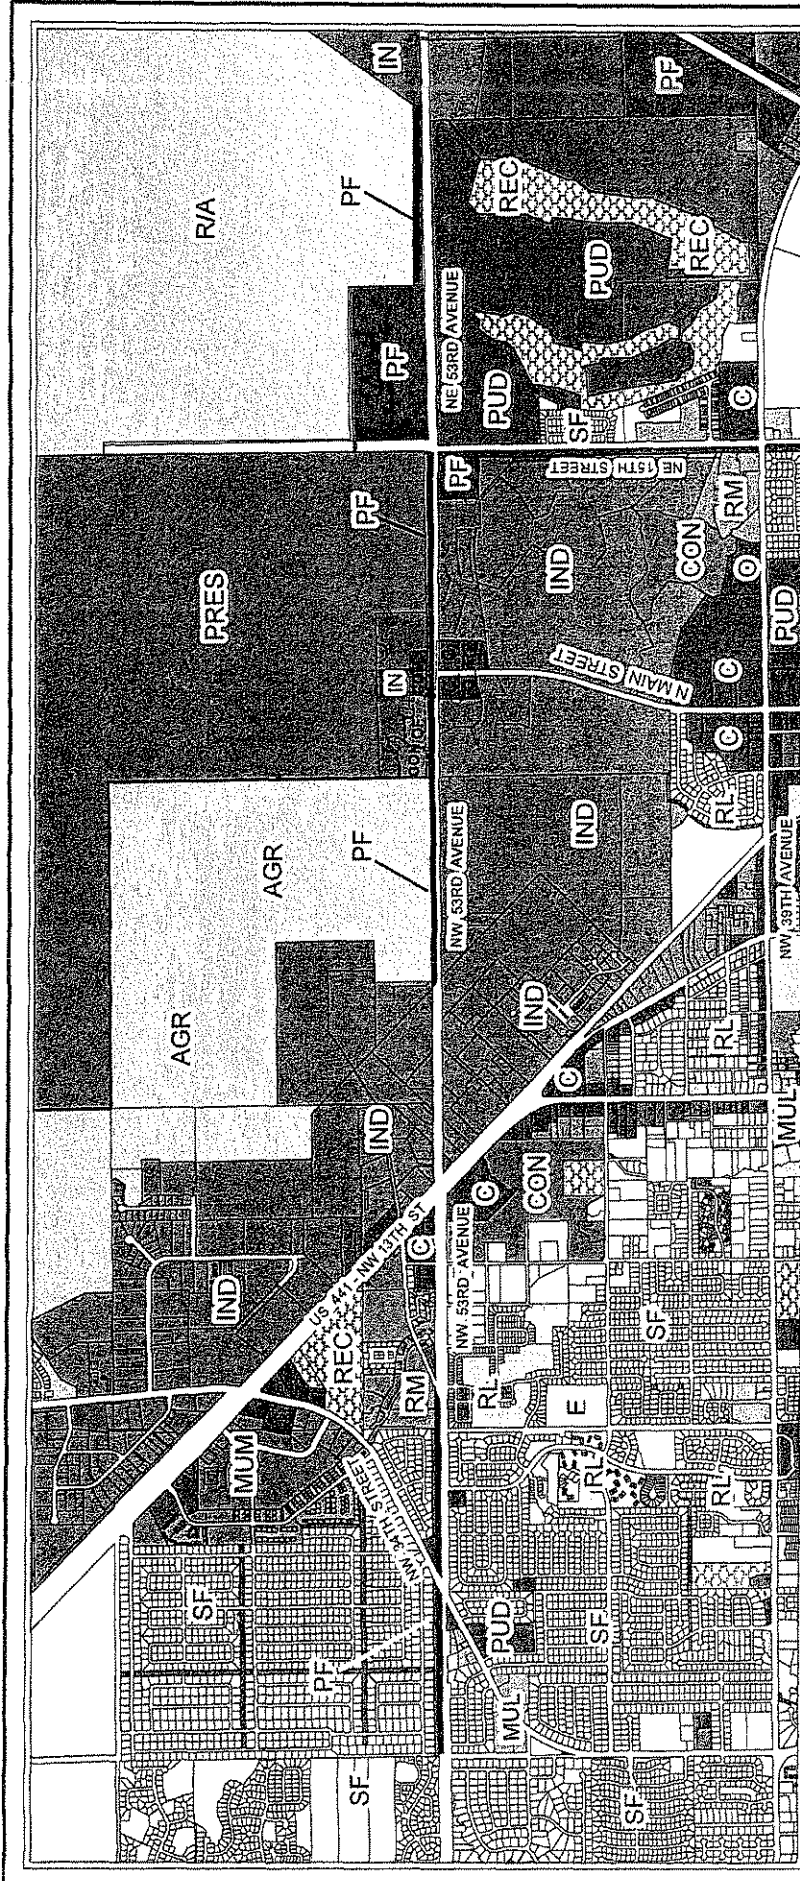 R/A
IN
PF
PF
PF
NE 53RD AVENUE
REC
REC
PUD
PUD
SF
C
PRES
PF
PF
NE 15TH STREET
IND
CON
RM
O
PUD
IN
CON
N MAIN STREET
C
C
RL
AGR
AGR
PF
NW 53RD AVENUE
IND
IND
C
RL
NW 39TH AVENUE
MUL
IND
IND
US 441 - NW 13TH ST
C
C
CON
NW 53RD AVENUE
REC
RM
RL
E
SF
MUM
NW 34TH STREET
RL
RL
SF
PF
PUD
SF
MUL
SF
SF